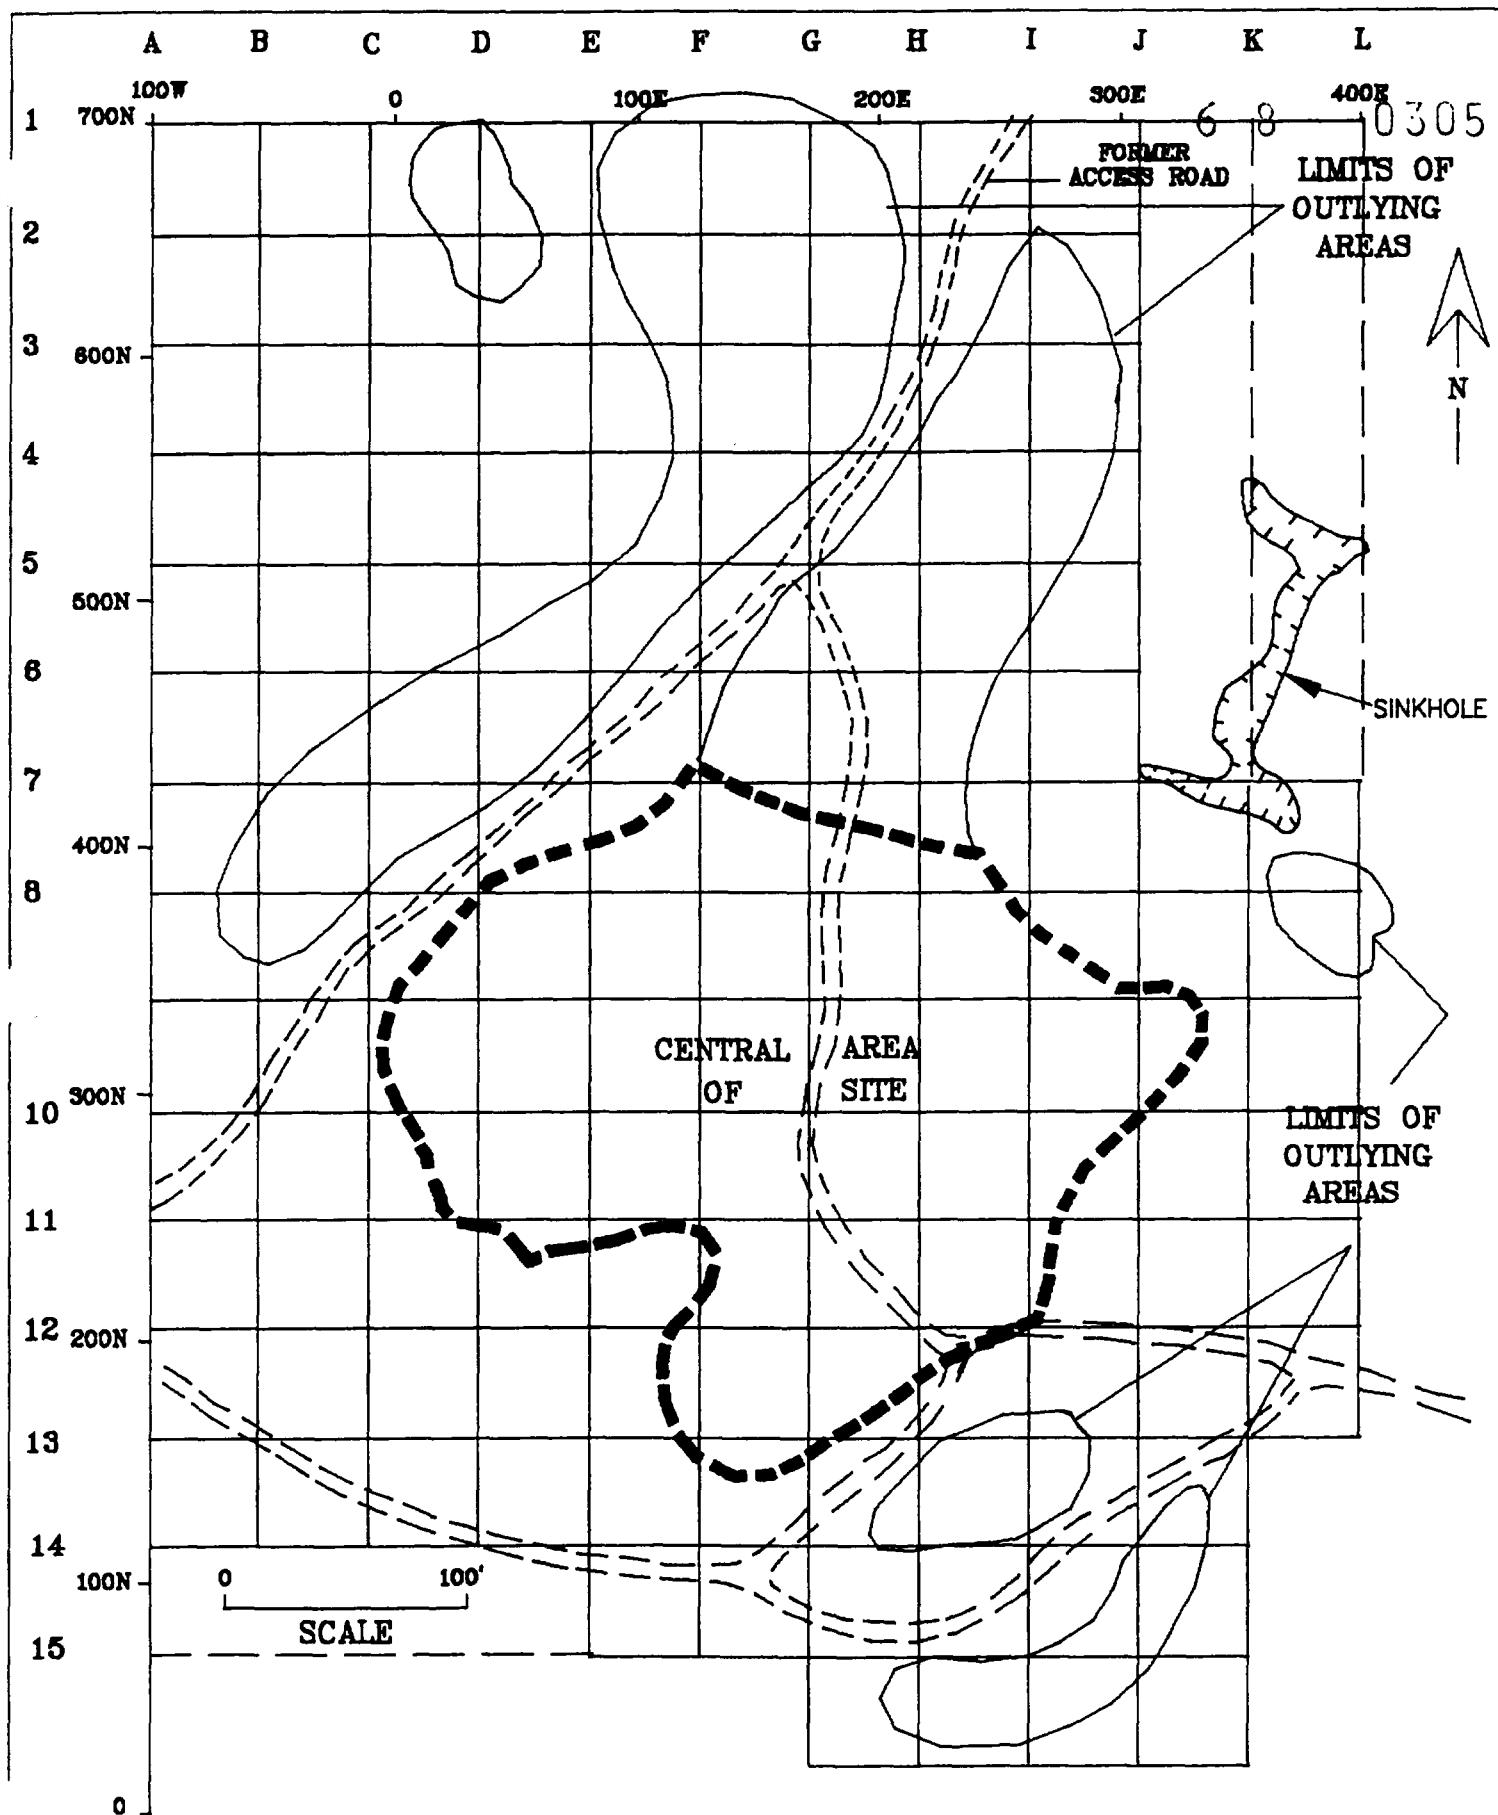 A B C D E F G H I J K L
100W 0 100E 200E 300E 400E
1 700N
6 8 0305
FORMER
ACCESS ROAD
LIMITS OF
OUTLYING
AREAS
2
3 600N
N
4
5
500N
6
SINKHOLE
7
400N
8
CENTRAL AREA
OF SITE
300N
10
LIMITS OF
OUTLYING
AREAS
11
12 200N
13
14
100N
0 100'
SCALE
15
0